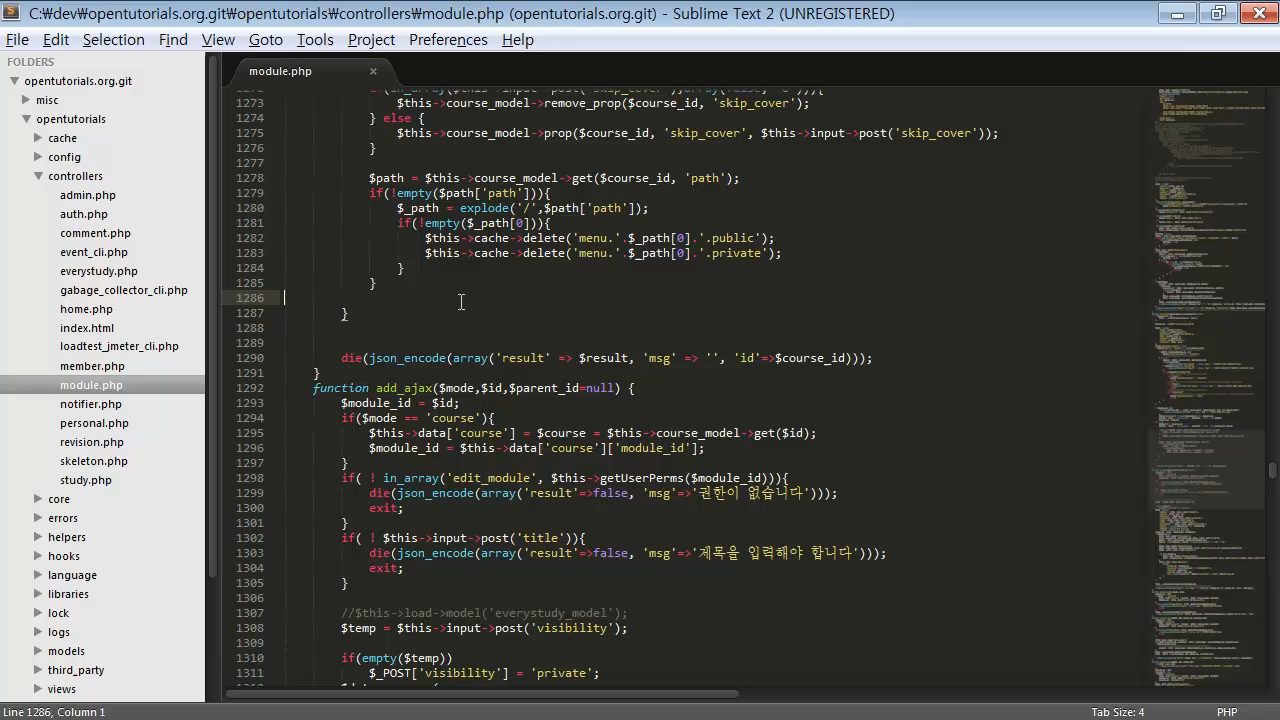 C:₩dev₩opentutorials.org.git₩opentutorials₩controllers₩module.php (opentutorials.org.git) - Sublime Text 2 (UNREGISTERED)
File Edit Selection Find View Goto Tools Project Preferences Help
FOLDERS
opentutorials.org.git
misc
opentutorials
cache
config
controllers
admin.php
auth.php
comment.php
event_cli.php
everystudy.php
garbage_collector_cli.php
home.php
index.html
loadtest_jmeter_cli.php
member.php
module.php
person.php
revision.php
session.php
study.php
core
errors
helpers
hooks
language
libraries
lock
logs
models
third_party
views
module.php
1273 $this->course_model->remove_prop($course_id, 'skip_cover');
1274 } else {
1275 $this->course_model->prop($course_id, 'skip_cover', $this->input->post('skip_cover'));
1276 }
1277
1278 $path = $this->course_model->get($course_id, 'path');
1279 if(!empty($path['path'])){
1280 $_path = explode('/',$path['path']);
1281 if(!empty($_path[0])){
1282 $this->cache->delete('menu.'.$_path[0].'.public');
1283 $this->cache->delete('menu.'.$_path[0].'.private');
1284 }
1285 }
1286
1287 }
1288
1289
1290 die(json_encode(array('result' => $result, 'msg' => '', 'id'=>$course_id)));
1291 }
1292 function add_ajax($mode, $id, $parent_id=null) {
1293 $module_id = $id;
1294 if($mode == 'course'){
1295 $this->data['course'] = $this->course_model->gets($id);
1296 $module_id = $this->data['course']['module_id'];
1297 }
1298 if( ! in_array('module_write', $this->getUserPerms($module_id))){
1299 die(json_encode(array('result'=>false, 'msg'=>'권한이 없습니다')));
1300 exit;
1301 }
1302 if( ! $this->input->post('title')){
1303 die(json_encode(array('result'=>false, 'msg'=>'제목을 입력해야 합니다')));
1304 exit;
1305 }
1306
1307 //$this->load->model('everystudy_model');
1308 $temp = $this->input->post('visibility');
1309
1310 if(empty($temp))
1311 $_POST['visibility'] = 'private';
Line 1286, Column 1
Tab Size: 4
PHP